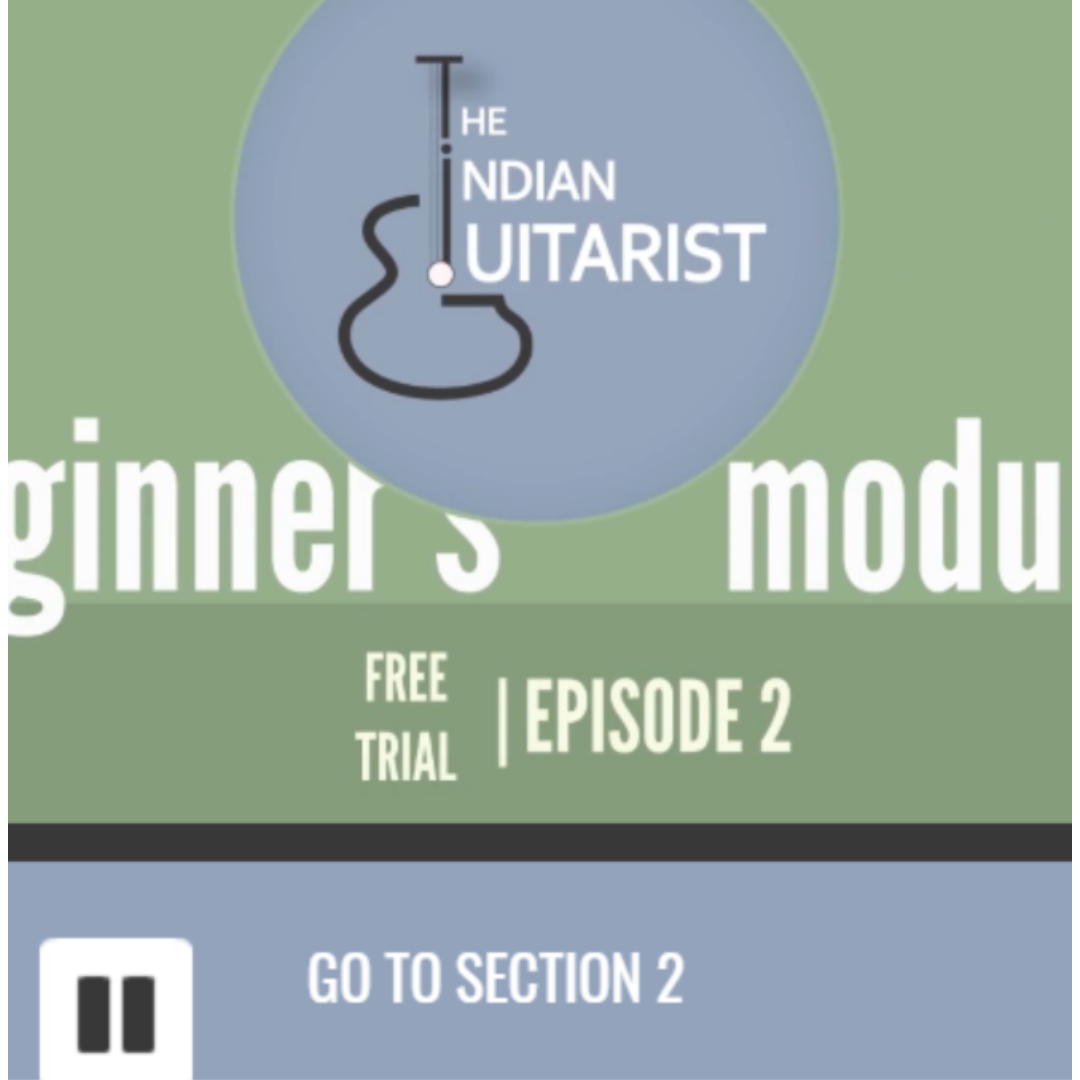 THE
iNDIAN
GUITARIST
ginner's modu
FREE
TRIAL
| EPISODE 2
GO TO SECTION 2